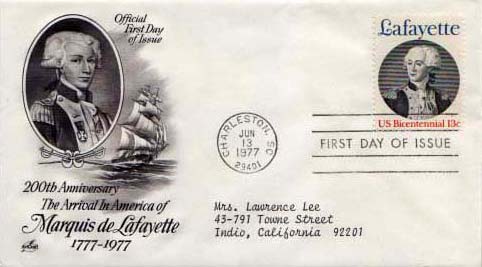 Official
First Day
of Issue
200th Anniversary
The Arrival In America of
Marquis de Lafayette
1777-1977
ArtCraft
Lafayette
US Bicentennial 13c
CHARLESTON, SC
JUN
13
1977
29401
FIRST DAY OF ISSUE
Mrs. Lawrence Lee
43-791 Towne Street
Indio, California 92201